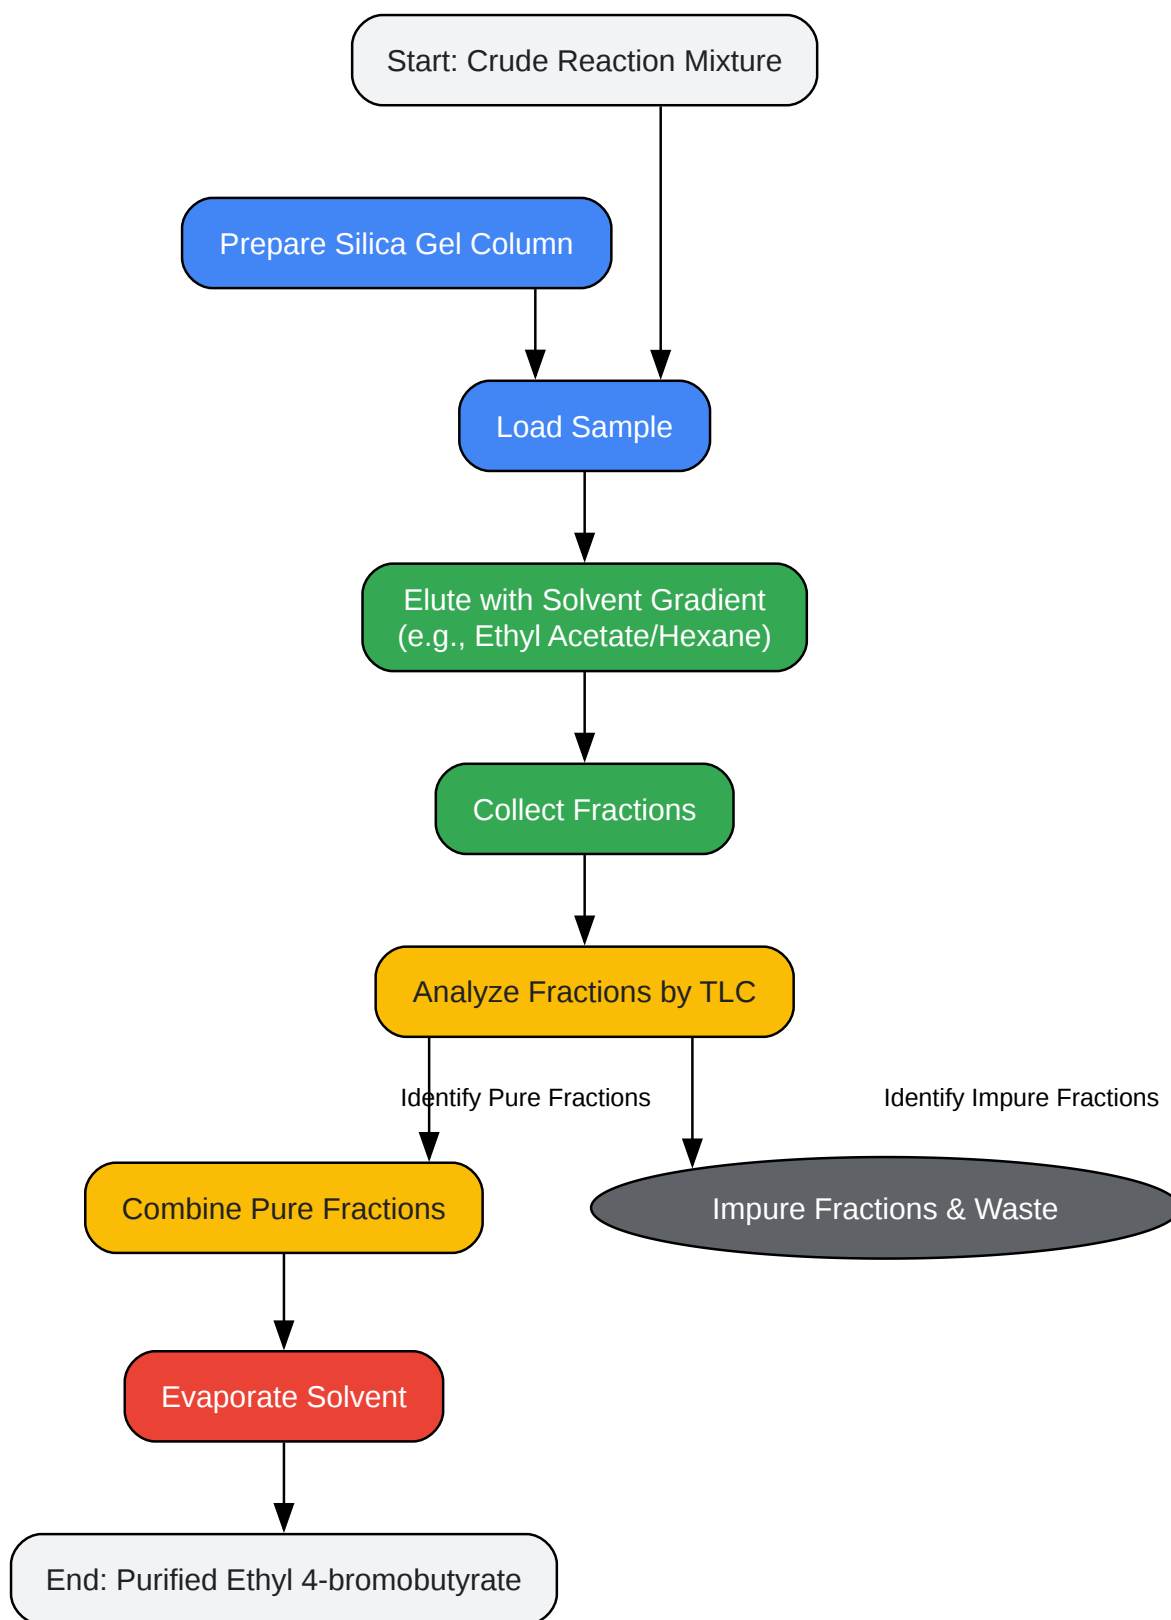 Start: Crude Reaction Mixture
Prepare Silica Gel Column
Load Sample
Elute with Solvent Gradient
(e.g., Ethyl Acetate/Hexane)
Collect Fractions
Analyze Fractions by TLC
Identify Pure Fractions
Identify Impure Fractions
Combine Pure Fractions
Impure Fractions & Waste
Evaporate Solvent
End: Purified Ethyl 4-bromobutyrate